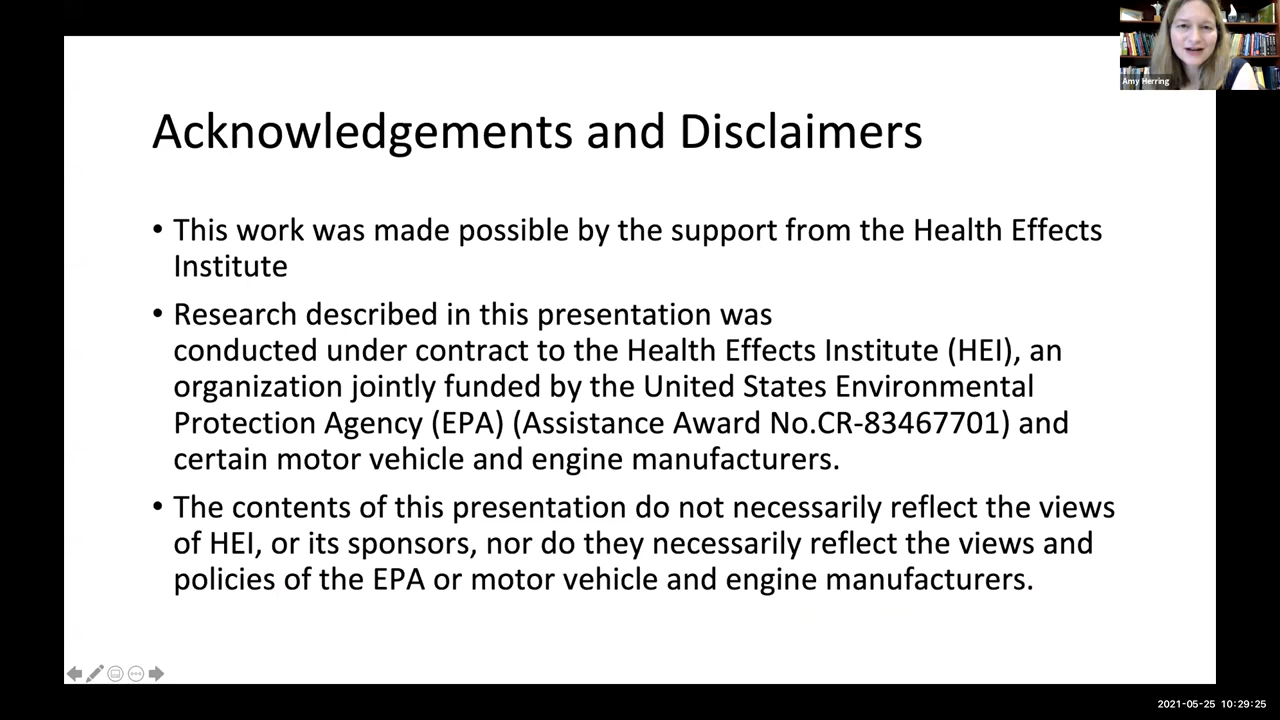 Amy Herring
Acknowledgements and Disclaimers
• This work was made possible by the support from the Health Effects
Institute
• Research described in this presentation was
conducted under contract to the Health Effects Institute (HEI), an
organization jointly funded by the United States Environmental
Protection Agency (EPA) (Assistance Award No.CR-83467701) and
certain motor vehicle and engine manufacturers.
• The contents of this presentation do not necessarily reflect the views
of HEI, or its sponsors, nor do they necessarily reflect the views and
policies of the EPA or motor vehicle and engine manufacturers.
2021-05-25 10:29:25